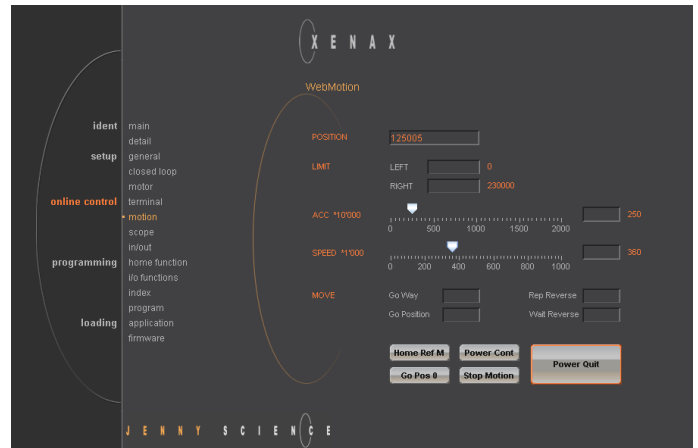 XENAX
WebMotion
ident
main
detail
setup
general
closed loop
motor
online control
terminal
motion
scope
in/out
programming
home function
i/o functions
index
program
loading
application
firmware
POSITION 125005
LIMIT LEFT 0
RIGHT 230000
ACC *10'000 250
0 500 1000 1500 2000
SPEED *1'000 360
0 200 400 600 800 1000
MOVE Go Way Rep Reverse
Go Position Wait Reverse
Home Ref M Power Cont Power Quit
Go Pos 0 Stop Motion
JENNY SCIENCE